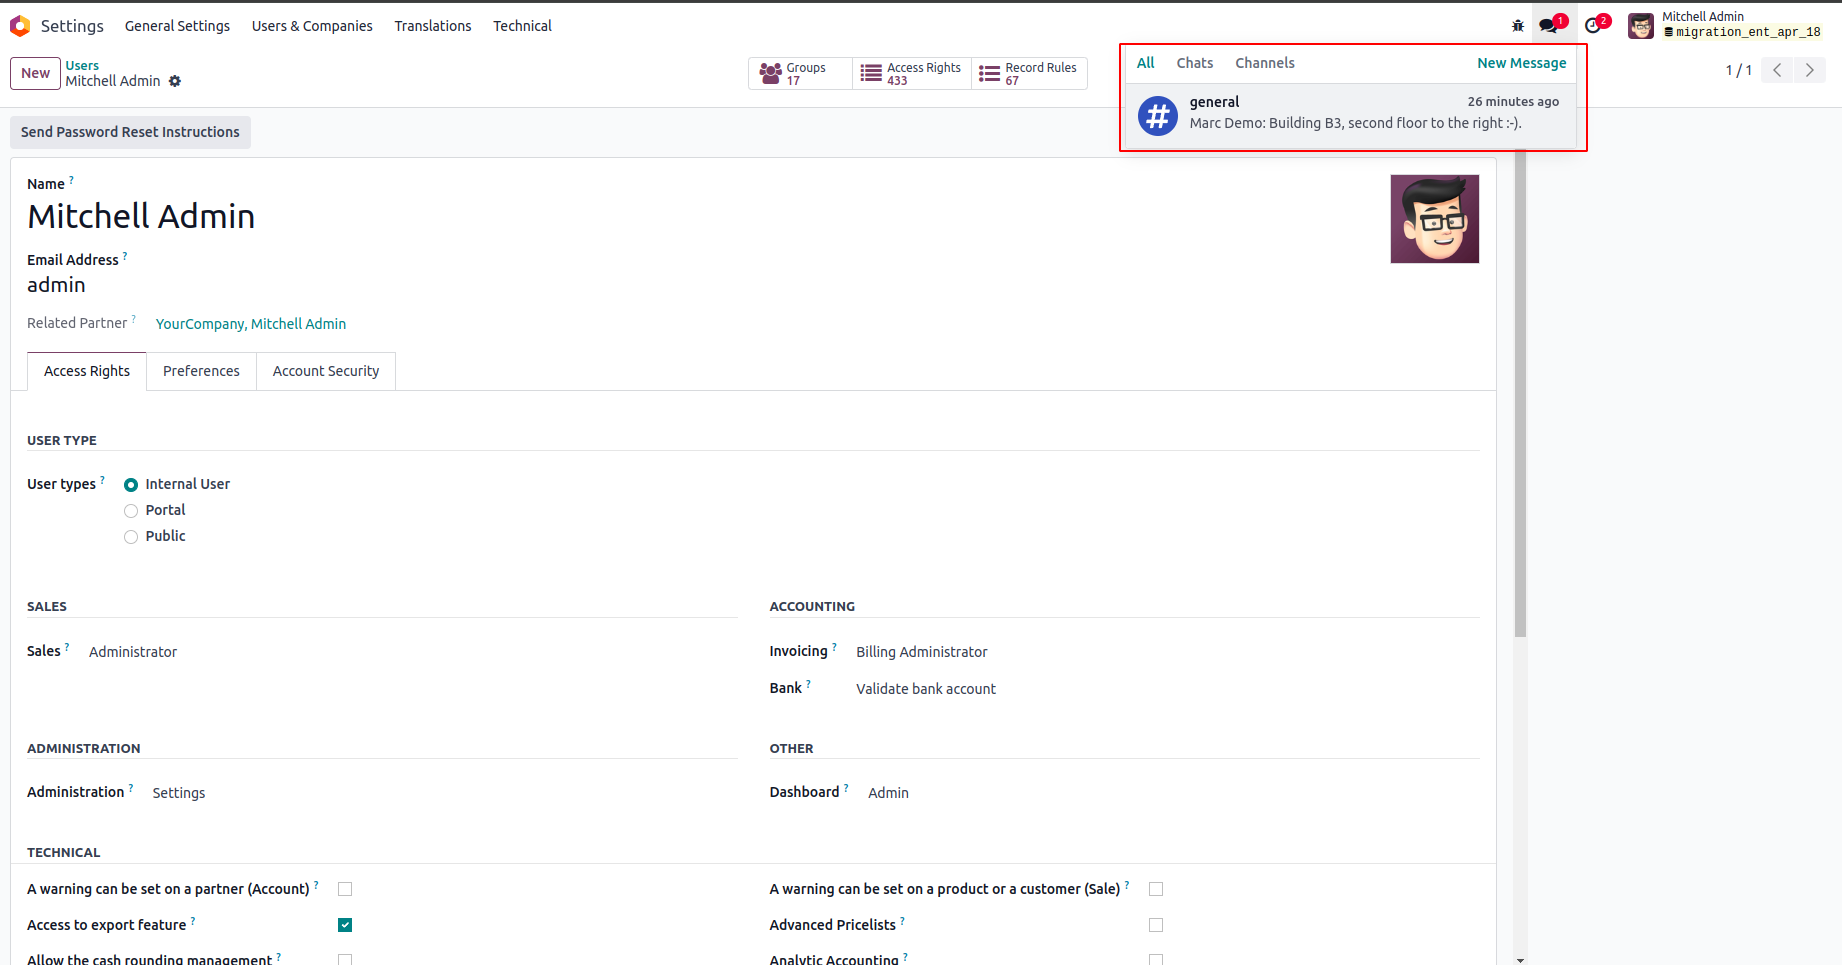 Settings General Settings Users & Companies Translations Technical 1 2 Mitchell Admin
migration_ent_apr_18
New Users
Mitchell Admin
Groups 17
Access Rights 433
Record Rules 67
All Chats Channels New Message
1 / 1
general 26 minutes ago
Marc Demo: Building B3, second floor to the right :-).
Send Password Reset Instructions
Name ?
Mitchell Admin
Email Address ?
admin
Related Partner ? YourCompany, Mitchell Admin
Access Rights Preferences Account Security
USER TYPE
User types ? Internal User
Portal
Public
SALES ACCOUNTING
Sales ? Administrator Invoicing ? Billing Administrator
Bank ? Validate bank account
ADMINISTRATION OTHER
Administration ? Settings Dashboard ? Admin
TECHNICAL
A warning can be set on a partner (Account) ? A warning can be set on a product or a customer (Sale) ?
Access to export feature ? Advanced Pricelists ?
Allow the cash rounding management ? Analytic Accounting ?